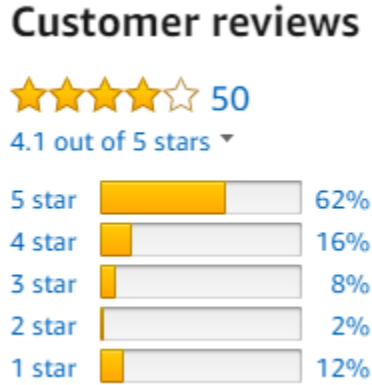 Customer reviews
50
4.1 out of 5 stars
5 star 62%
4 star 16%
3 star 8%
2 star 2%
1 star 12%